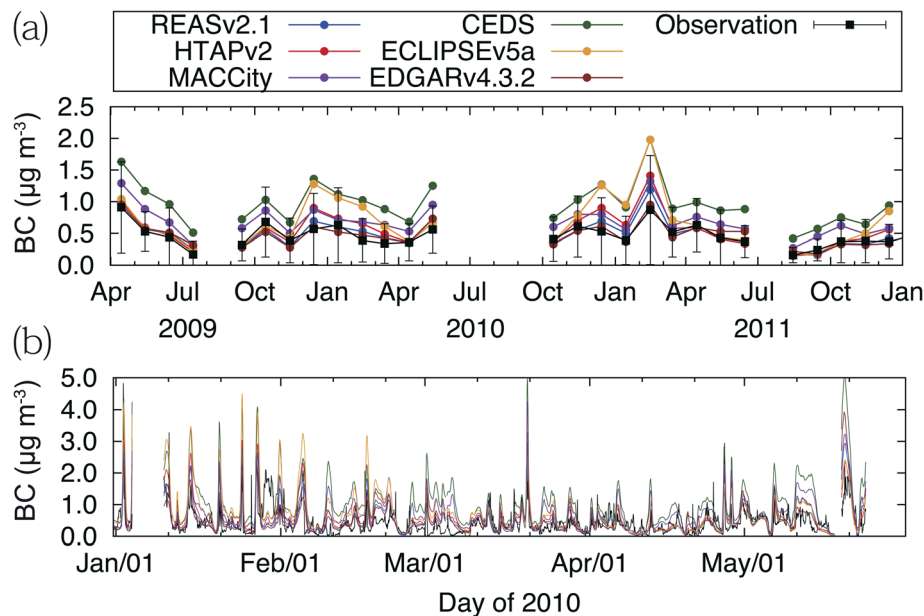 (a)
REASv2.1 CEDS Observation
HTAPv2 ECLIPSEv5a
MACCity EDGARv4.3.2
2.5
2.0
1.5
1.0
0.5
0.0
BC (μg m⁻³)
Apr Jul Oct Jan Apr Jul Oct Jan Apr Jul Oct Jan
2009 2010 2011
(b)
5.0
4.0
3.0
2.0
1.0
0.0
BC (μg m⁻³)
Jan/01 Feb/01 Mar/01 Apr/01 May/01
Day of 2010